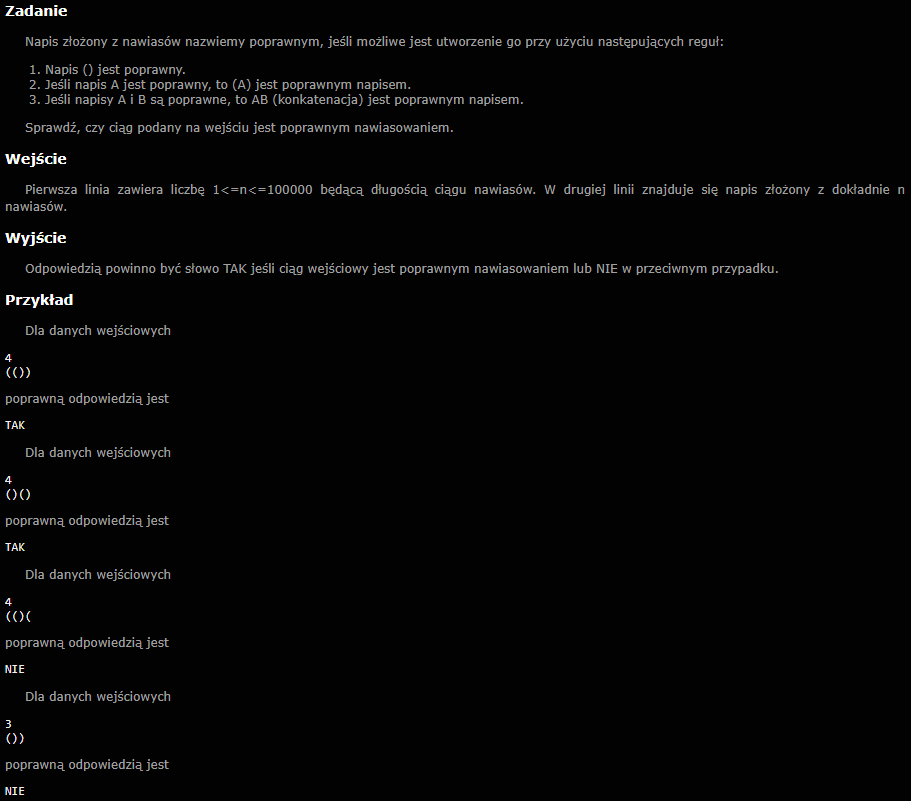 Zadanie
Napis złożony z nawiasów nazwiemy poprawnym, jeśli możliwe jest utworzenie go przy użyciu następujących reguł:
1. Napis () jest poprawny.
2. Jeśli napis A jest poprawny, to (A) jest poprawnym napisem.
3. Jeśli napisy A i B są poprawne, to AB (konkatenacja) jest poprawnym napisem.
Sprawdź, czy ciąg podany na wejściu jest poprawnym nawiasowaniem.
Wejście
Pierwsza linia zawiera liczbę 1<=n<=100000 będącą długością ciągu nawiasów. W drugiej linii znajduje się napis złożony z dokładnie n
nawiasów.
Wyjście
Odpowiedzią powinno być słowo TAK jeśli ciąg wejściowy jest poprawnym nawiasowaniem lub NIE w przeciwnym przypadku.
Przykład
Dla danych wejściowych
4
(())
poprawną odpowiedzią jest
TAK
Dla danych wejściowych
4
()()
poprawną odpowiedzią jest
TAK
Dla danych wejściowych
4
(()(
poprawną odpowiedzią jest
NIE
Dla danych wejściowych
3
())
poprawną odpowiedzią jest
NIE